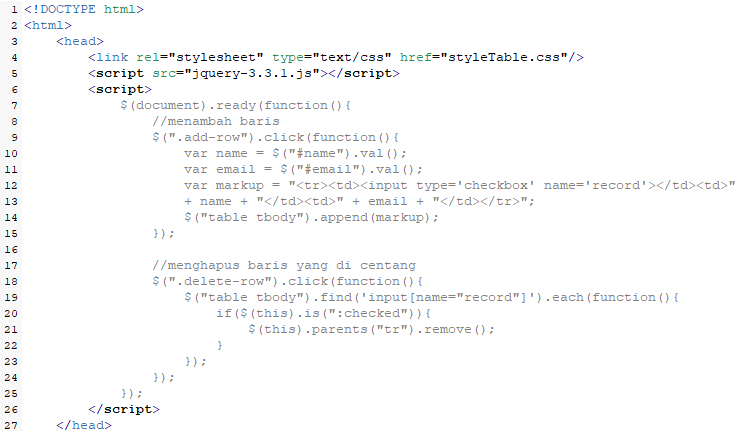 1 <!DOCTYPE html>
2 <html>
3     <head>
4         <link rel="stylesheet" type="text/css" href="styleTable.css"/>
5         <script src="jquery-3.3.1.js"></script>
6         <script>
7             $(document).ready(function(){
8                 //menambah baris
9                 $(".add-row").click(function(){
10                     var name = $("#name").val();
11                     var email = $("#email").val();
12                     var markup = "<tr><td><input type='checkbox' name='record'></td><td>"
13                     + name + "</td><td>" + email + "</td></tr>";
14                     $("table tbody").append(markup);
15                 });
16
17                 //menghapus baris yang di centang
18                 $(".delete-row").click(function(){
19                     $("table tbody").find('input[name="record"]').each(function(){
20                         if($(this).is(":checked")){
21                             $(this).parents("tr").remove();
22                         }
23                     });
24                 });
25             });
26         </script>
27     </head>